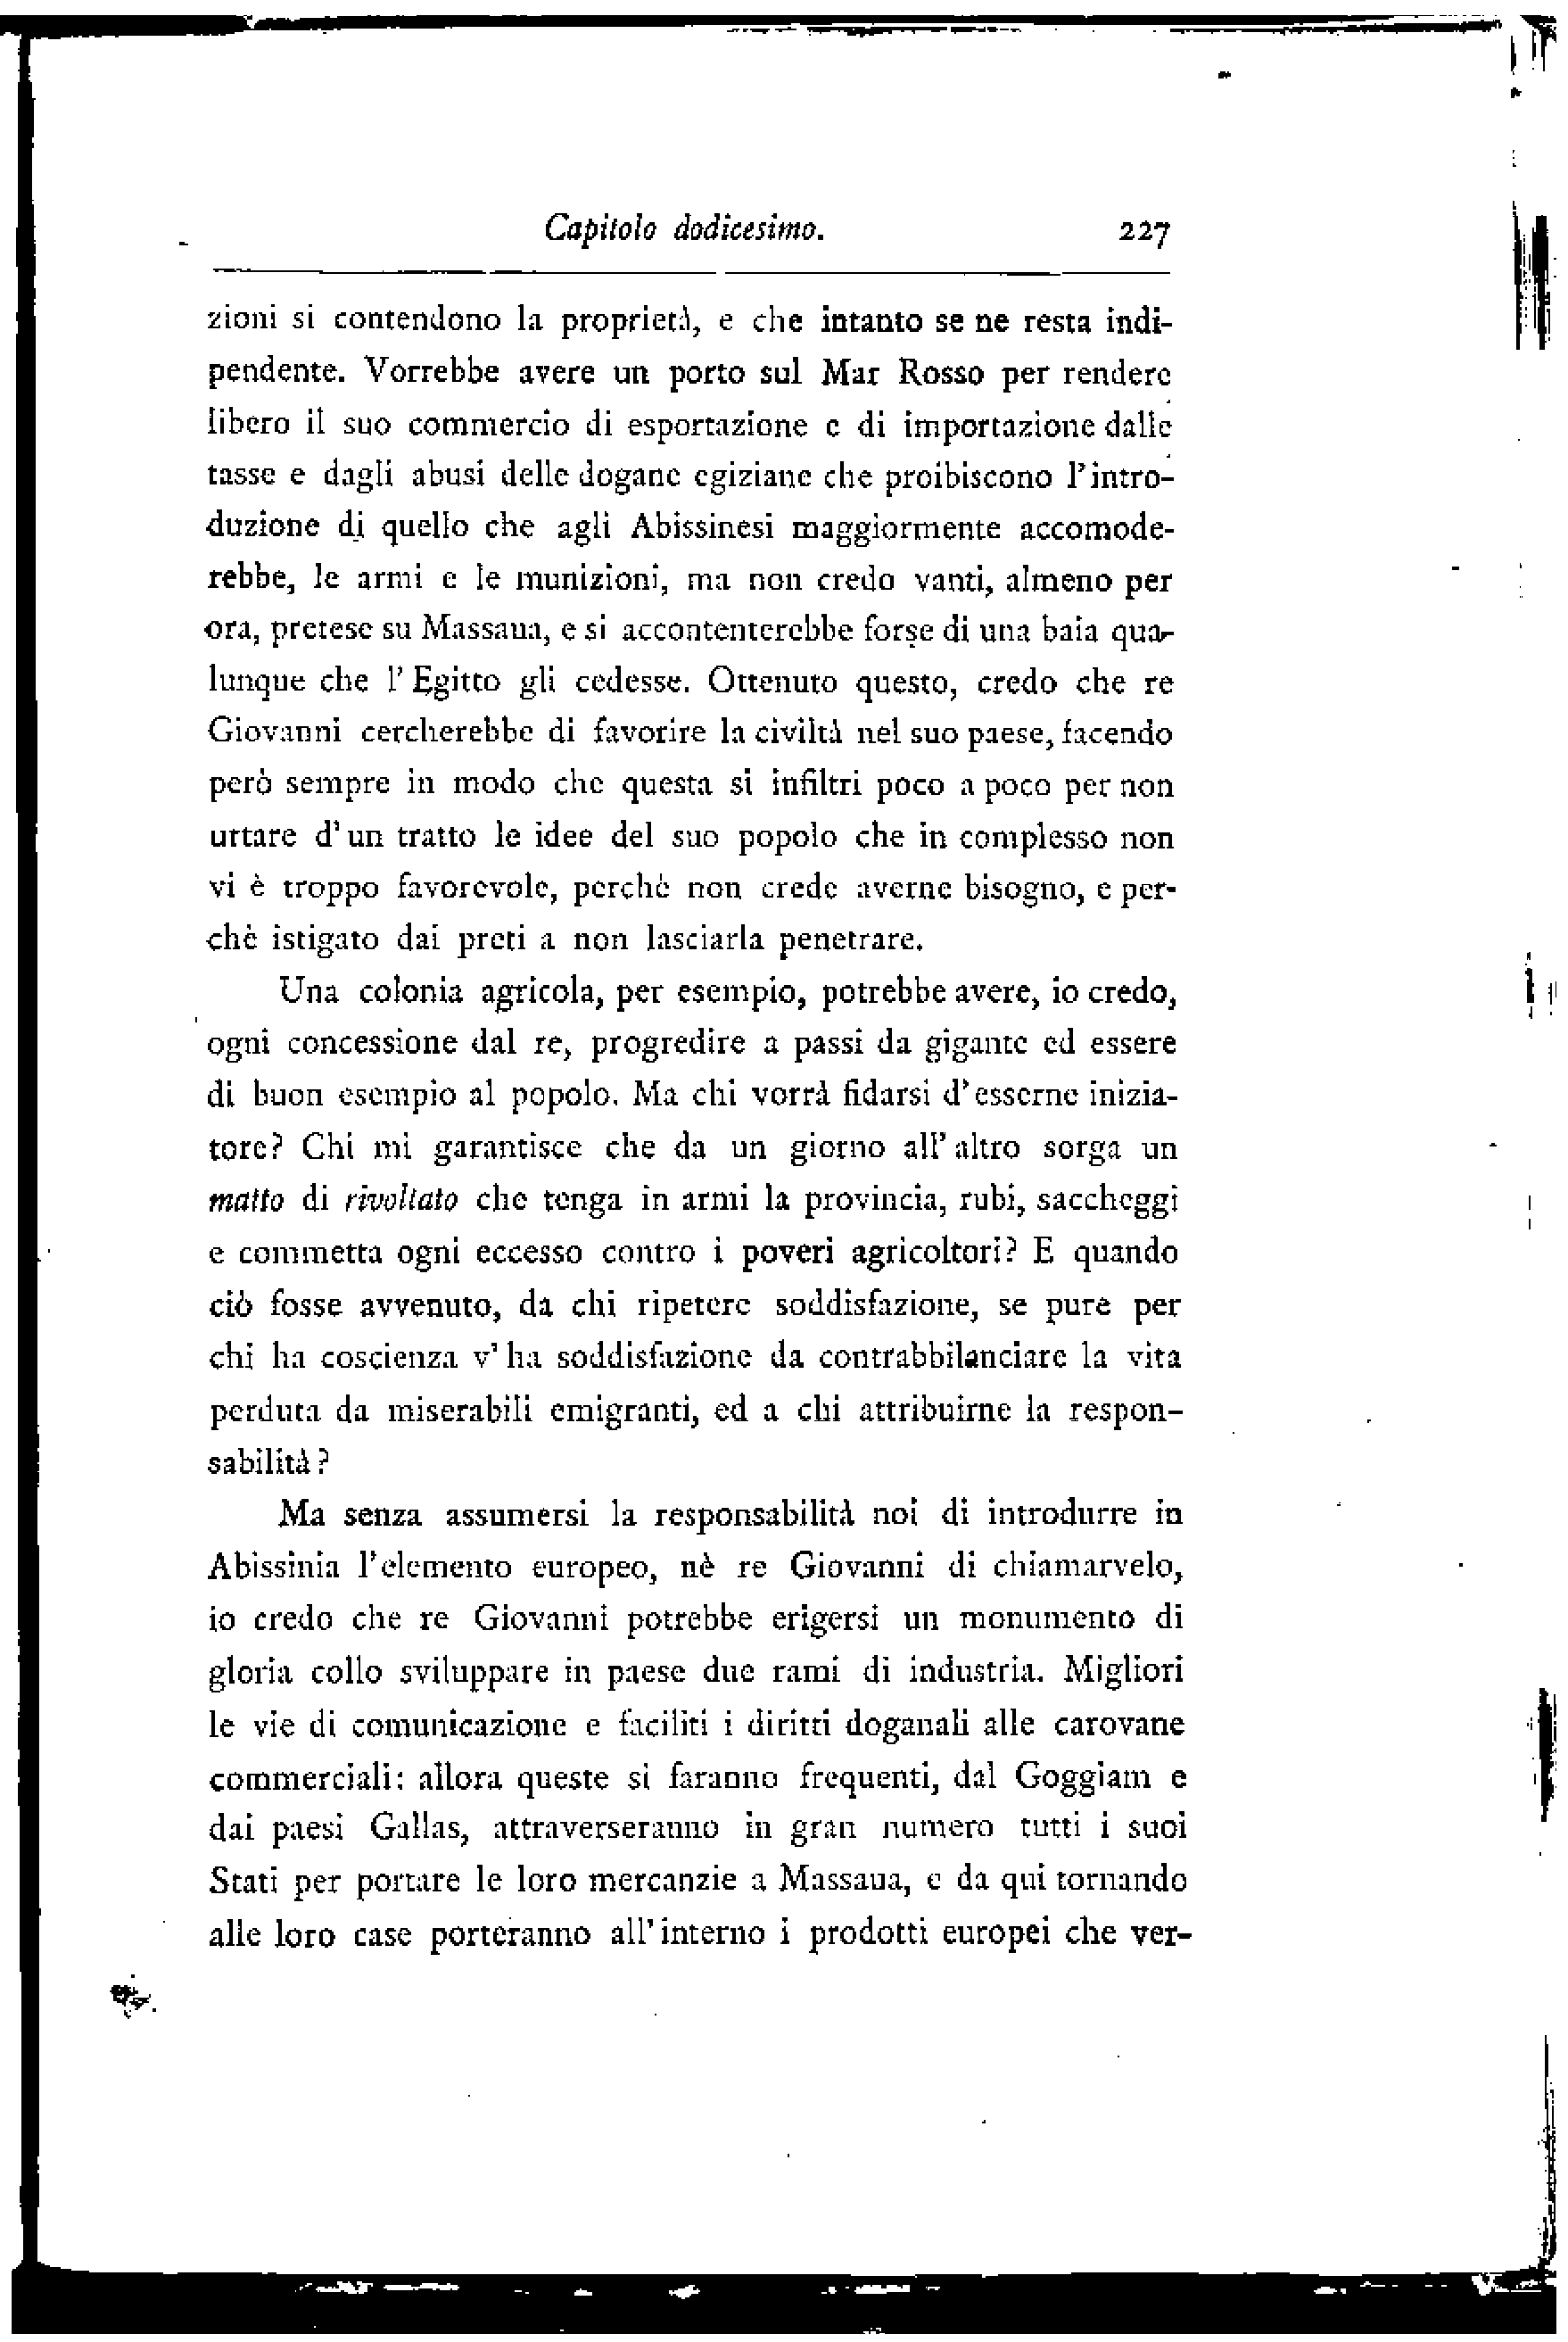 Capitolo dodicesimo. 227
zioni si contendono la proprietà, e che intanto se ne resta indi-
pendente. Vorrebbe avere un porto sul Mar Rosso per rendere
libero il suo commercio di esportazione e di importazione dalle
tasse e dagli abusi delle dogane egiziane che proibiscono l'intro-
duzione di quello che agli Abissinesi maggiormente accomode-
rebbe, le armi e le munizioni, ma non credo vanti, almeno per
ora, pretese su Massaua, e si accontenterebbe forse di una baia qua-
lunque che l'Egitto gli cedesse. Ottenuto questo, credo che re
Giovanni cercherebbe di favorire la civiltà nel suo paese, facendo
però sempre in modo che questa si infiltri poco a poco per non
urtare d'un tratto le idee del suo popolo che in complesso non
vi è troppo favorevole, perchè non crede averne bisogno, e per-
chè istigato dai preti a non lasciarla penetrare.
Una colonia agricola, per esempio, potrebbe avere, io credo,
ogni concessione dal re, progredire a passi da gigante ed essere
di buon esempio al popolo. Ma chi vorrà fidarsi d'esserne inizia-
tore? Chi mi garantisce che da un giorno all'altro sorga un
matto di rivoltato che tenga in armi la provincia, rubi, saccheggi
e commetta ogni eccesso contro i poveri agricoltori? E quando
ciò fosse avvenuto, da chi ripetere soddisfazione, se pure per
chi ha coscienza v'ha soddisfazione da contrabbilanciare la vita
perduta da miserabili emigranti, ed a chi attribuirne la respon-
sabilità?
Ma senza assumersi la responsabilità noi di introdurre in
Abissinia l'elemento europeo, nè re Giovanni di chiamarvelo,
io credo che re Giovanni potrebbe erigersi un monumento di
gloria collo sviluppare in paese due rami di industria. Migliori
le vie di comunicazione e faciliti i diritti doganali alle carovane
commerciali: allora queste si faranno frequenti, dal Goggiam e
dai paesi Gallas, attraverseranno in gran numero tutti i suoi
Stati per portare le loro mercanzie a Massaua, e da qui tornando
alle loro case porteranno all'interno i prodotti europei che ver-